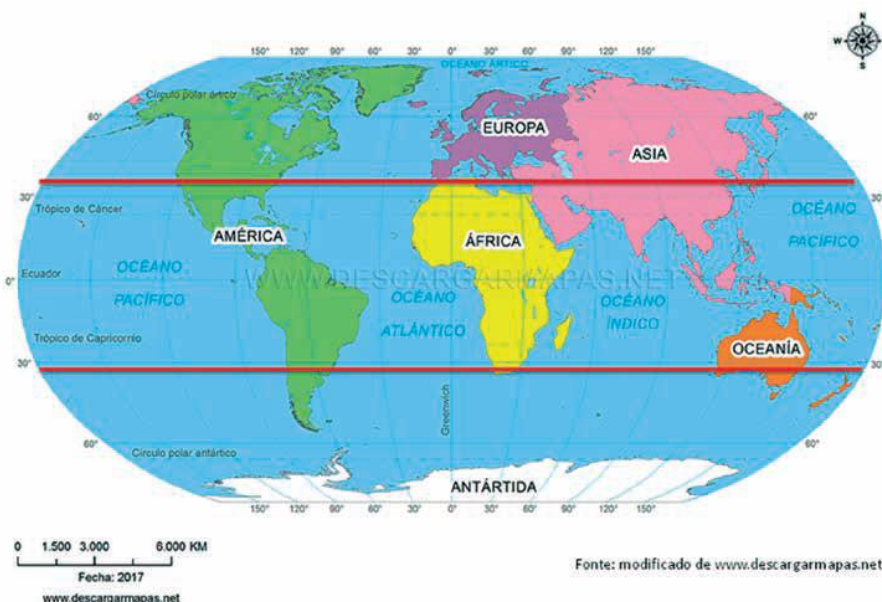 N
W
E
S
150° 120° 90° 60° 30° 0° 30° 60° 90° 120° 150°
OCÉANO ÁRTICO
Círculo polar ártico
60°
60°
EUROPA
ASIA
30°
30°
Trópico de Cáncer
OCÉANO
PACÍFICO
AMÉRICA
ÁFRICA
Ecuador
0°
0°
WWW.DESCARGARMAPAS.NET
OCÉANO
PACÍFICO
OCÉANO
ATLÁNTICO
OCÉANO
ÍNDICO
Trópico de Capricornio
OCEANÍA
30°
30°
Greenwich
60°
60°
Círculo polar antártico
ANTÁRTIDA
150° 120° 90° 60° 30° 0° 30° 60° 90° 120° 150°
0 1.500 3.000 6.000 KM
Fecha: 2017
www.descargarmapas.net
Fonte: modificado de www.descargarmapas.net